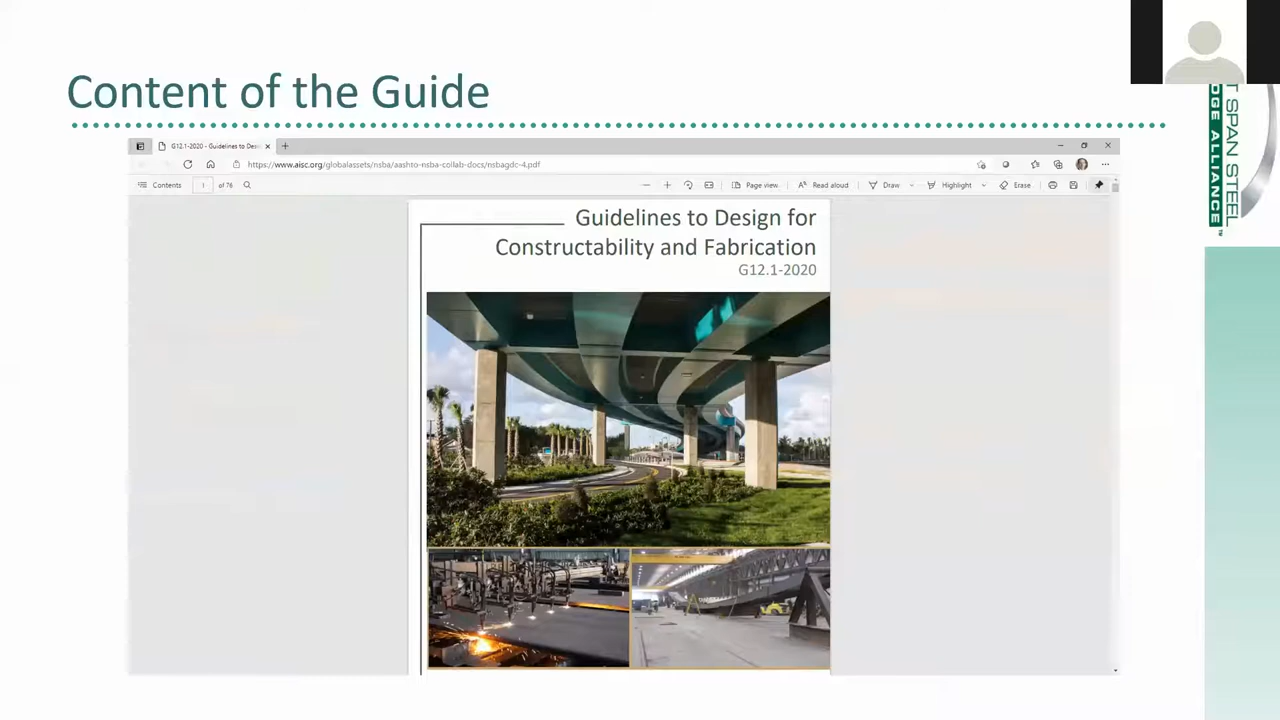 Content of the Guide
G12.1-2020 - Guidelines to Desi
https://www.aisc.org/globalassets/nsba/aashto-nsba-collab-docs/nsbagdc-4.pdf
Contents
1
of 76
Page view
Read aloud
Draw
Highlight
Erase
Guidelines to Design for
Constructability and Fabrication
G12.1-2020
T SPAN STEEL
DGE ALLIANCE
™